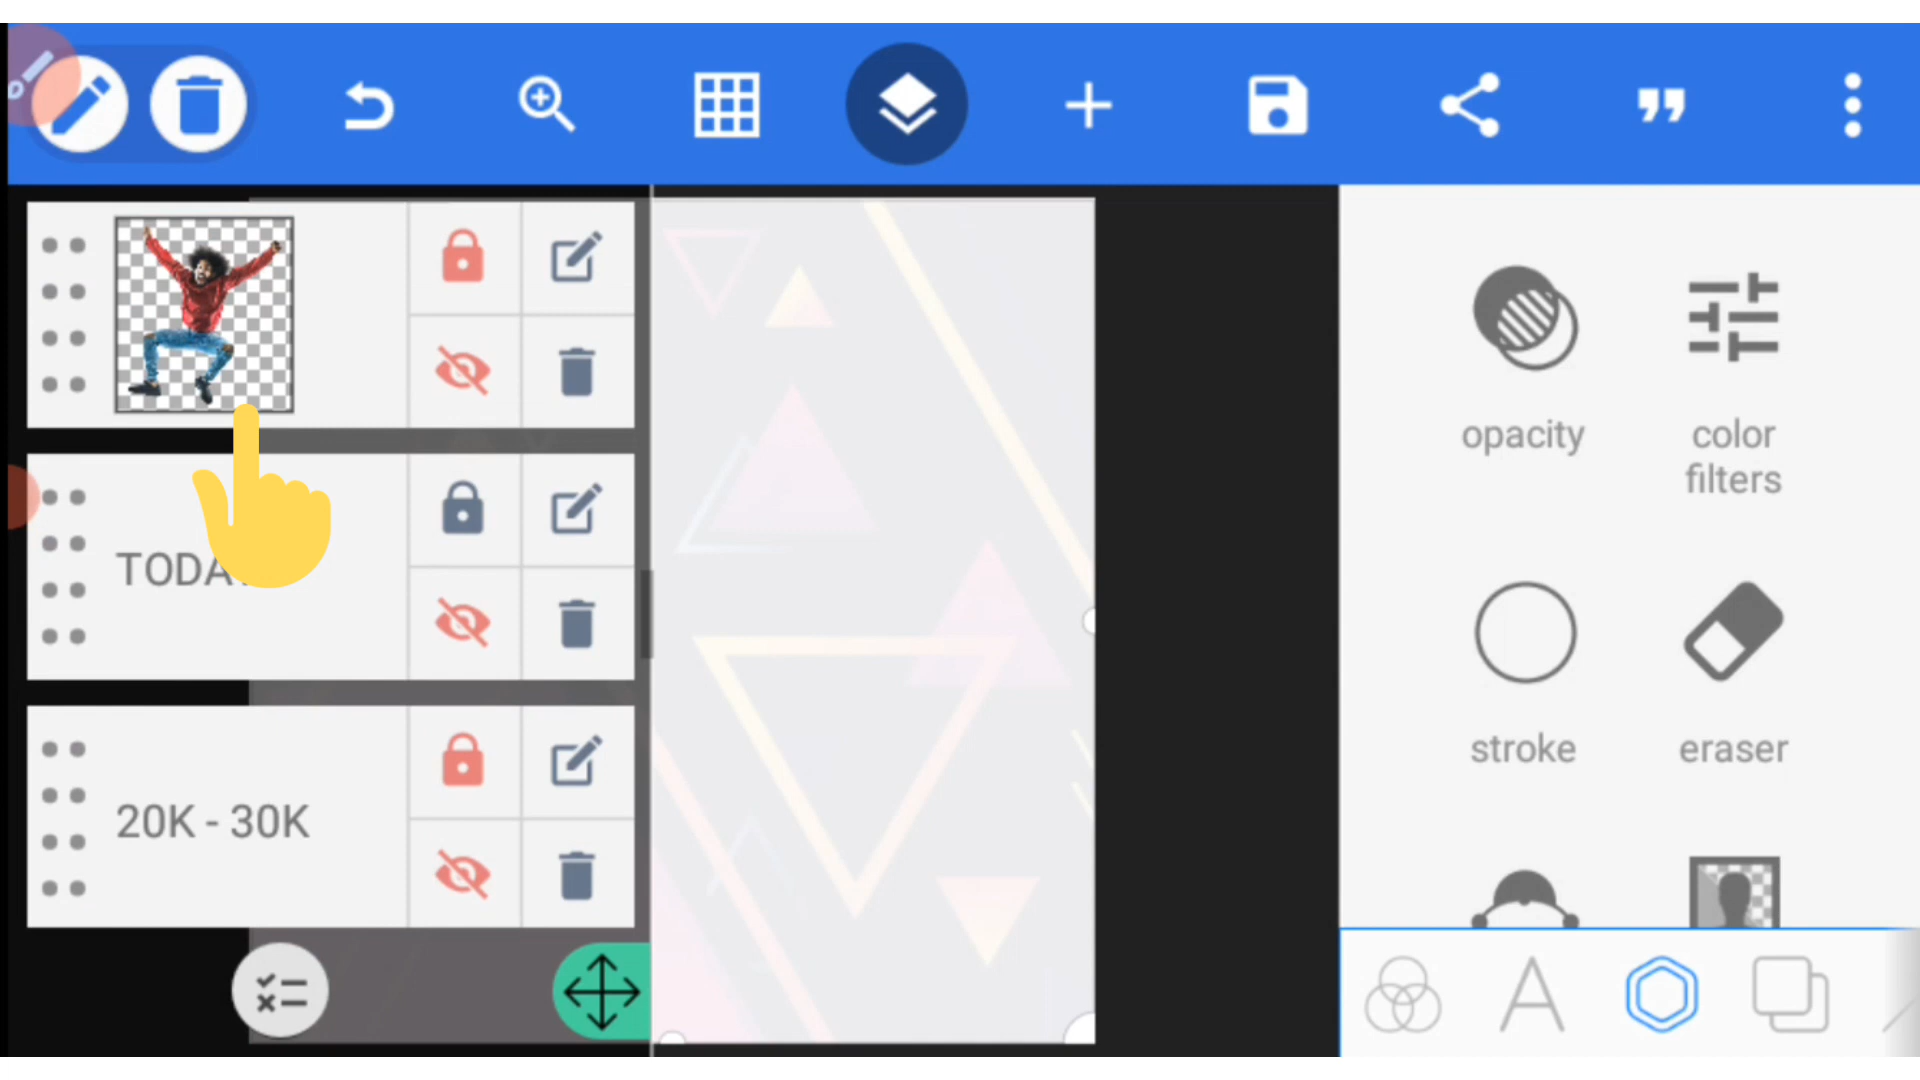 TODA
20K - 30K
opacity
color
filters
stroke
eraser